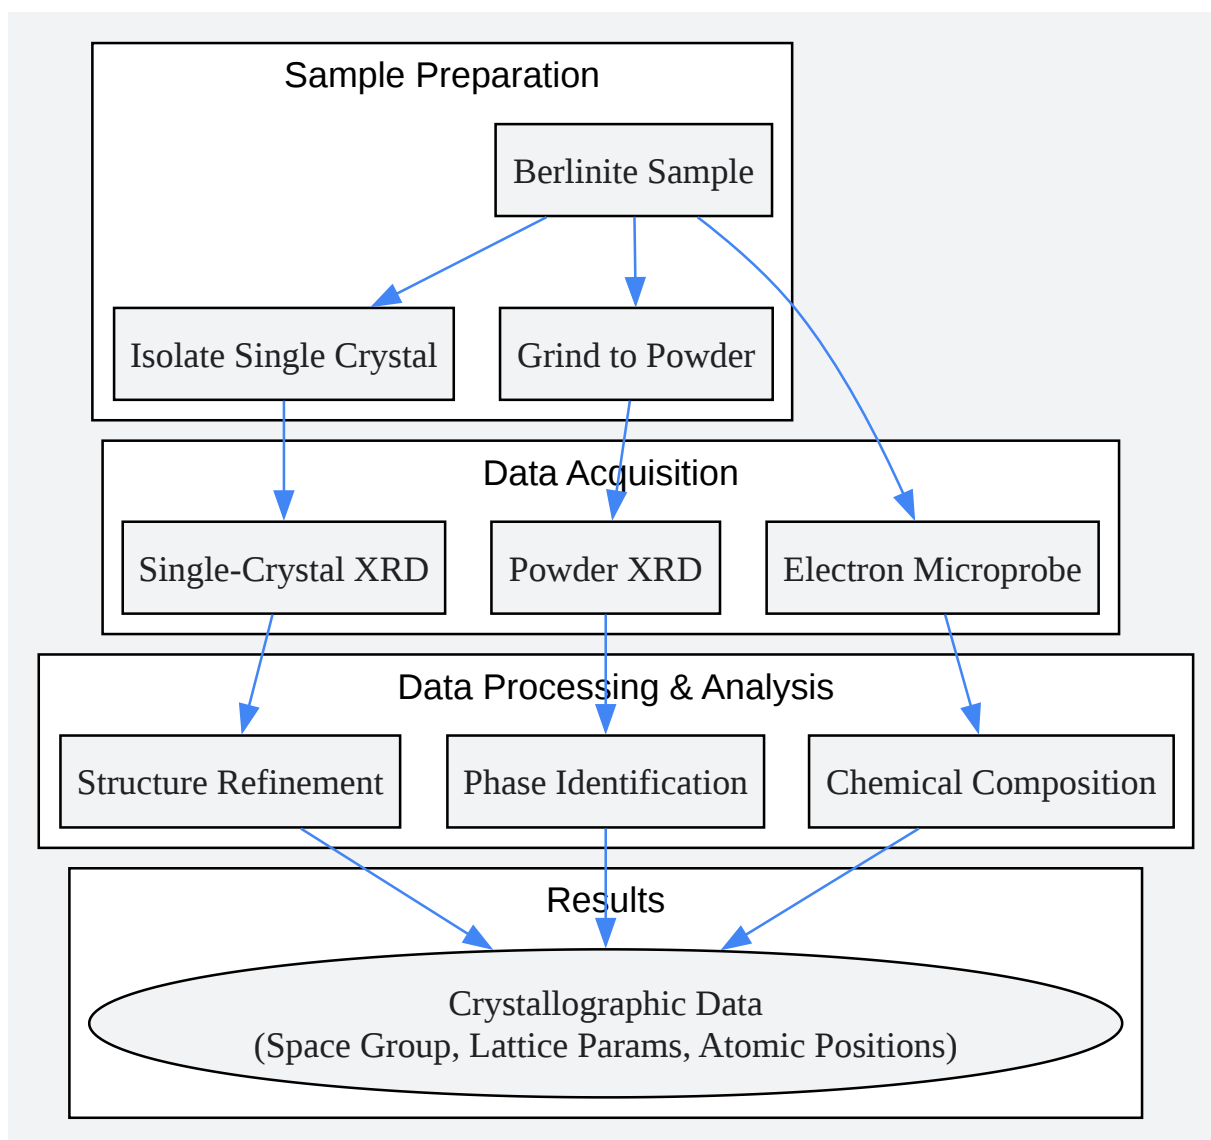 Sample Preparation
Berlinite Sample
Isolate Single Crystal
Grind to Powder
Data Acquisition
Single-Crystal XRD
Powder XRD
Electron Microprobe
Data Processing & Analysis
Structure Refinement
Phase Identification
Chemical Composition
Results
Crystallographic Data
(Space Group, Lattice Params, Atomic Positions)